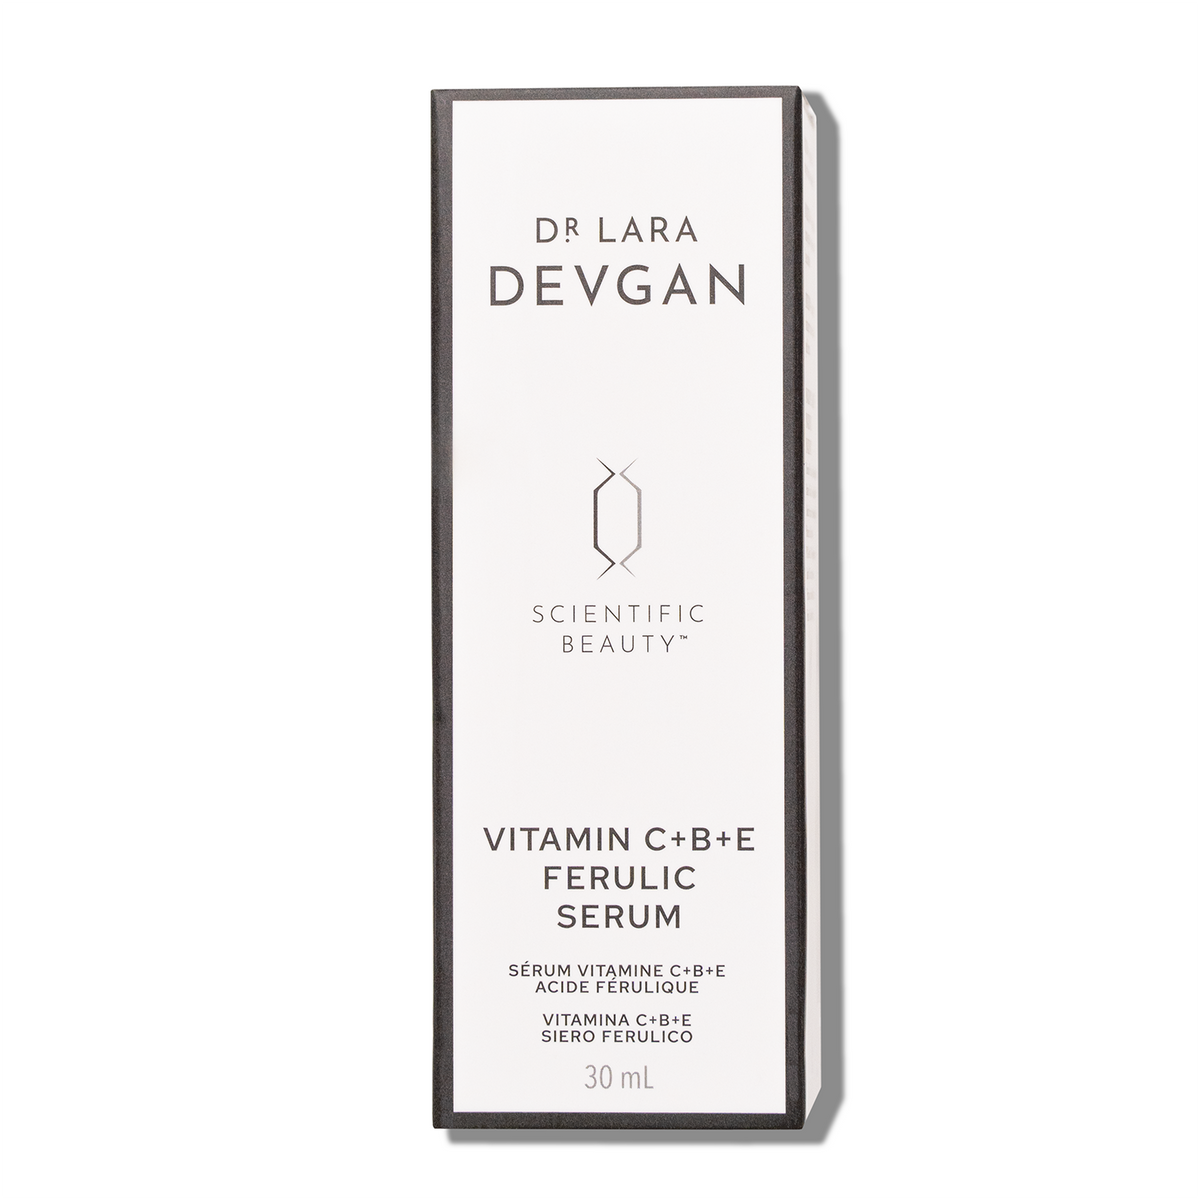 DR. LARA
DEVGAN
SCIENTIFIC
BEAUTY™
VITAMIN C+B+E
FERULIC
SERUM
SÉRUM VITAMINE C+B+E
ACIDE FÉRULIQUE
VITAMINA C+B+E
SIERO FERULICO
30 mL